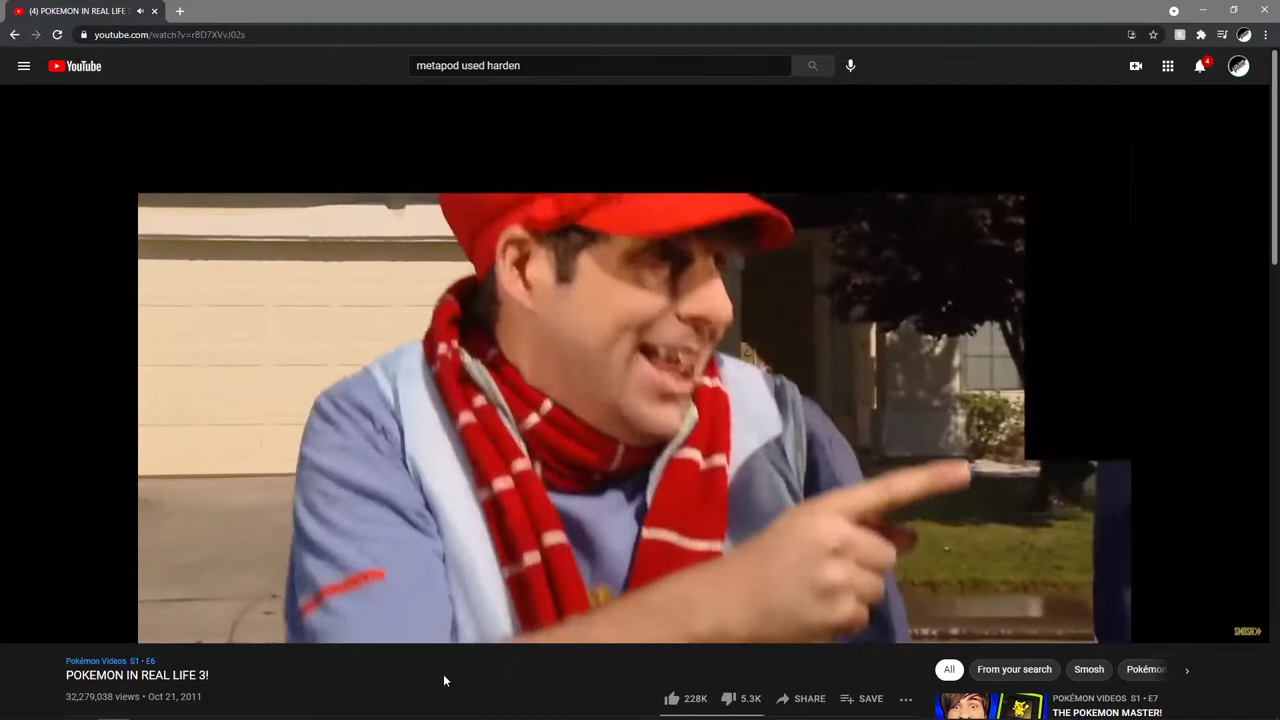 (4) POKEMON IN REAL LIFE 3
youtube.com/watch?v=rBD7XVvJ02s
YouTube
metapod used harden
4
SMOSH
Pokémon Videos S1 • E6
POKEMON IN REAL LIFE 3!
32,279,038 views • Oct 21, 2011
228K
5.3K
SHARE
SAVE
All
From your search
Smosh
Pokémon
POKÉMON VIDEOS S1 • E7
THE POKEMON MASTER!